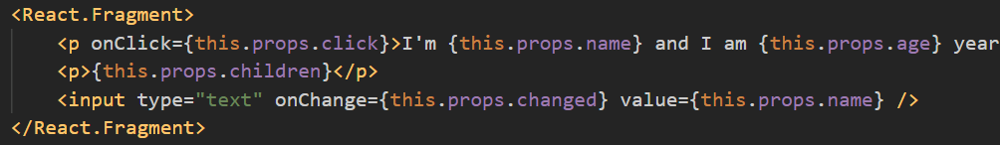 <React.Fragment>
<p onClick={this.props.click}>I'm {this.props.name} and I am {this.props.age} year
<p>{this.props.children}</p>
<input type="text" onChange={this.props.changed} value={this.props.name} />
</React.Fragment>